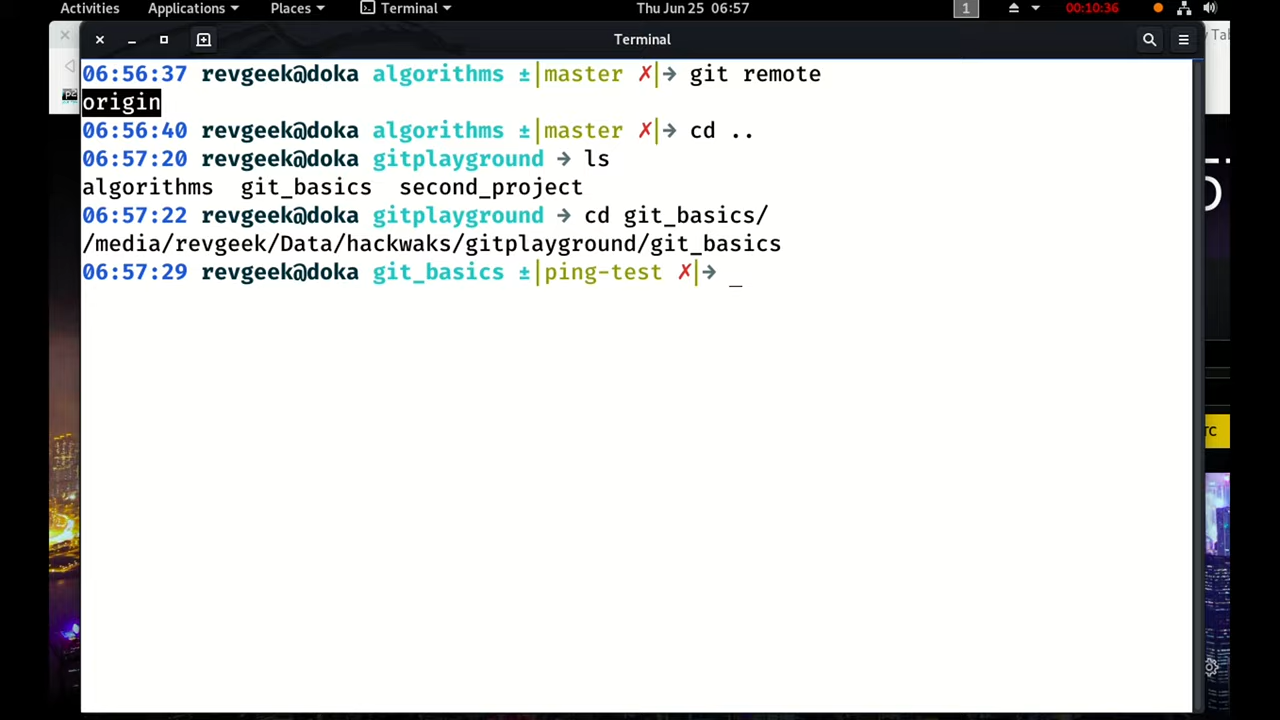 Activities Applications Places Terminal Thu Jun 25 06:57 1 00:10:36
Terminal
06:56:37 revgeek@doka algorithms ±|master ✗|→ git remote
origin
06:56:40 revgeek@doka algorithms ±|master ✗|→ cd ..
06:57:20 revgeek@doka gitplayground → ls
algorithms git_basics second_project
06:57:22 revgeek@doka gitplayground → cd git_basics/
/media/revgeek/Data/hackwaks/gitplayground/git_basics
06:57:29 revgeek@doka git_basics ±|ping-test ✗|→ _
TC